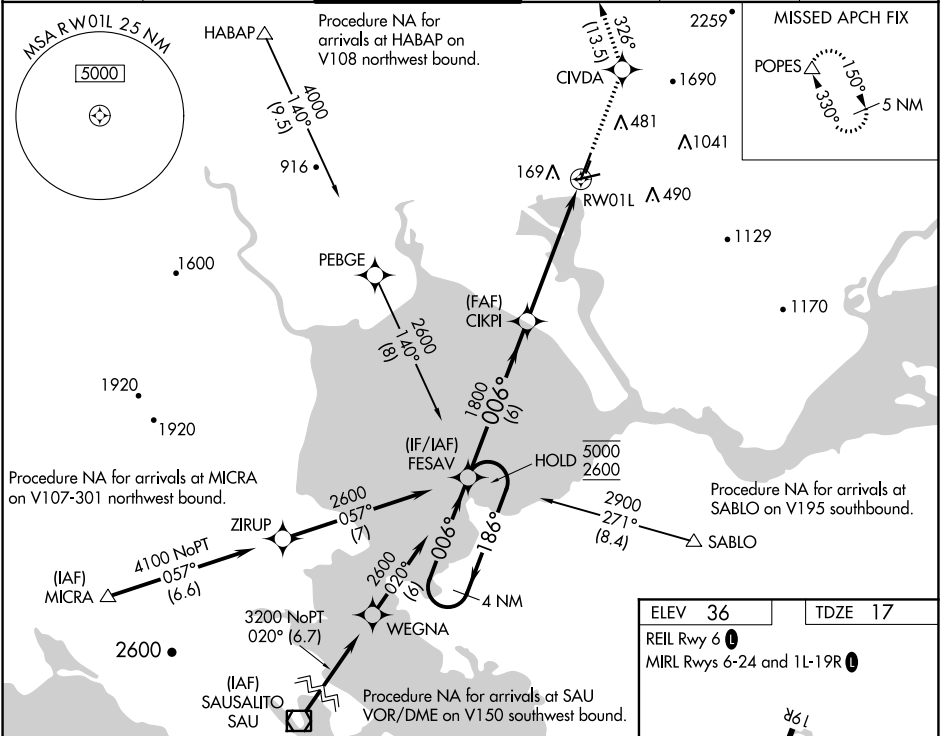 MSA RW01L 25 NM
5000
HABAP
4000
140°
(9.5)
Procedure NA for
arrivals at HABAP on
V108 northwest bound.
326°
(13.5)
CIVDA
2259
1690
481
1041
169
RW01L
490
MISSED APCH FIX
POPES
150°
330°
5 NM
916
1129
1170
1600
PEBGE
2600
140°
(8)
(FAF)
CIKPI
1800
006°
(6)
1920
1920
(IF/IAF)
FESAV
HOLD
5000
2600
Procedure NA for arrivals at MICRA
on V107-301 northwest bound.
Procedure NA for arrivals at
SABLO on V195 southbound.
2900
271°
(8.4)
SABLO
ZIRUP
2600
057°
(7)
4100 NoPT
057°
(6.6)
(IAF)
MICRA
006°
186°
4 NM
2600
020°
(6)
WEGNA
3200 NoPT
020° (6.7)
2600
(IAF)
SAUSALITO
SAU
Procedure NA for arrivals at SAU
VOR/DME on V150 southwest bound.
ELEV 36
TDZE 17
REIL Rwy 6 L
MIRL Rwys 6-24 and 1L-19R L
19R